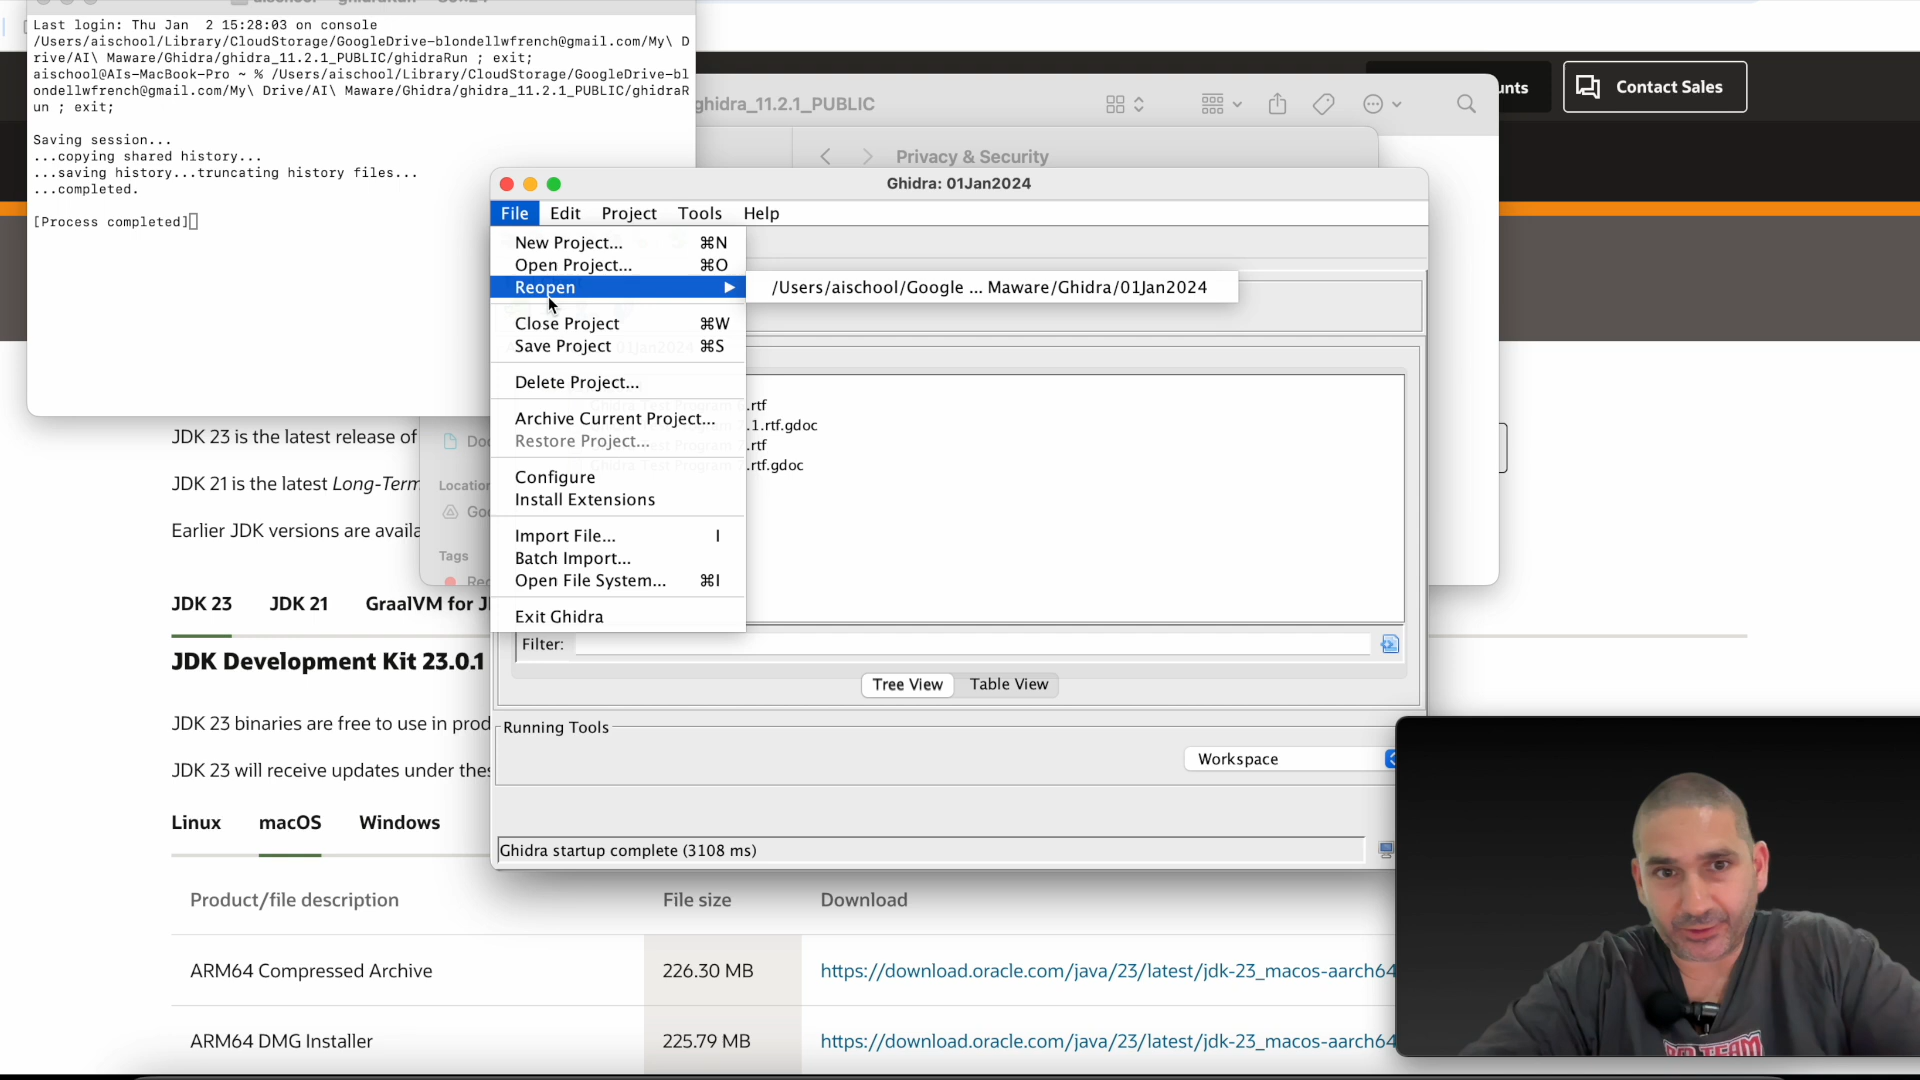 Last login: Thu Jan  2 15:28:03 on console
/Users/aischool/Library/CloudStorage/GoogleDrive-blondellwfrench@gmail.com/My\ D
rive/AI\ Maware/Ghidra/ghidra_11.2.1_PUBLIC/ghidraRun ; exit;
aischool@AIs-MacBook-Pro ~ % /Users/aischool/Library/CloudStorage/GoogleDrive-bl
ondellwfrench@gmail.com/My\ Drive/AI\ Maware/Ghidra/ghidra_11.2.1_PUBLIC/ghidraR
un ; exit;
Saving session...
...copying shared history...
...saving history...truncating history files...
...completed.
[Process completed]
ghidra_11.2.1_PUBLIC
unts
Contact Sales
Privacy & Security
Ghidra: 01Jan2024
File Edit Project Tools Help
New Project... ⌘N
Open Project... ⌘O
Reopen ▶
/Users/aischool/Google ... Maware/Ghidra/01Jan2024
Close Project ⌘W
Save Project ⌘S
Delete Project...
Archive Current Project...
Restore Project...
Configure
Install Extensions
Import File... I
Batch Import...
Open File System... ⌘I
Exit Ghidra
.rtf
.1.rtf.gdoc
.rtf
.rtf.gdoc
Filter:
Tree View Table View
Running Tools
Workspace
Ghidra startup complete (3108 ms)
Doc
Location
Goo
Tags
Red
JDK 23 is the latest release of
JDK 21 is the latest Long-Term
Earlier JDK versions are availa
JDK 23 JDK 21 GraalVM for J
JDK Development Kit 23.0.1
JDK 23 binaries are free to use in prod
JDK 23 will receive updates under thes
Linux macOS Windows
Product/file description File size Download
ARM64 Compressed Archive 226.30 MB https://download.oracle.com/java/23/latest/jdk-23_macos-aarch64
ARM64 DMG Installer 225.79 MB https://download.oracle.com/java/23/latest/jdk-23_macos-aarch64
TEAM